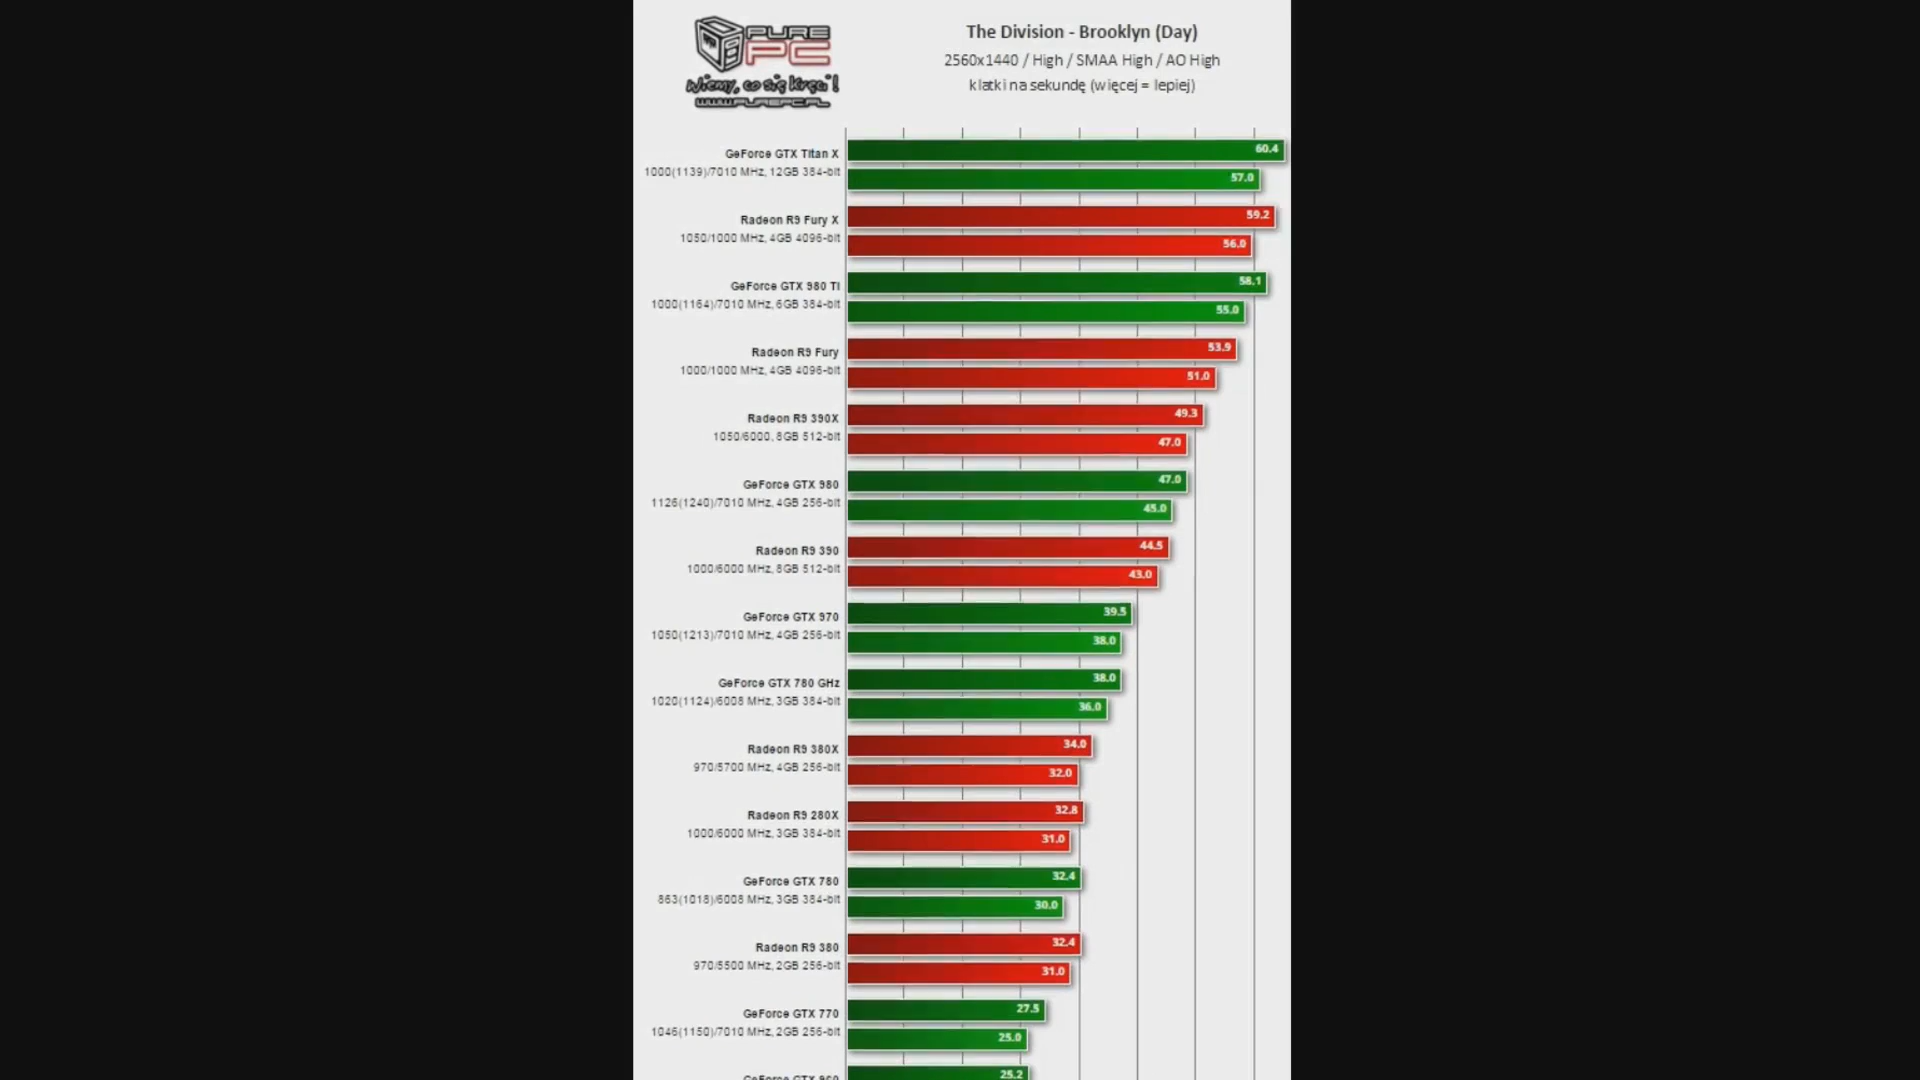 PURE
PC
Wiemy, co się kręci!
WWW.PUREPC.PL
The Division - Brooklyn (Day)
2560x1440 / High / SMAA High / AO High
klatki na sekundę (więcej = lepiej)
GeForce GTX Titan X
1000(1139)/7010 MHz, 12GB 384-bit
60.4
57.0
Radeon R9 Fury X
1050/1000 MHz, 4GB 4096-bit
59.2
56.0
GeForce GTX 980 Ti
1000(1164)/7010 MHz, 6GB 384-bit
58.1
55.0
Radeon R9 Fury
1000/1000 MHz, 4GB 4096-bit
53.9
51.0
Radeon R9 390X
1050/6000, 8GB 512-bit
49.3
47.0
GeForce GTX 980
1126(1240)/7010 MHz, 4GB 256-bit
47.0
45.0
Radeon R9 390
1000/6000 MHz, 8GB 512-bit
44.5
43.0
GeForce GTX 970
1050(1213)/7010 MHz, 4GB 256-bit
39.5
38.0
GeForce GTX 780 GHz
1020(1124)/6008 MHz, 3GB 384-bit
38.0
36.0
Radeon R9 380X
970/5700 MHz, 4GB 256-bit
34.0
32.0
Radeon R9 280X
1000/6000 MHz, 3GB 384-bit
32.8
31.0
GeForce GTX 780
863(1018)/6008 MHz, 3GB 384-bit
32.4
30.0
Radeon R9 380
970/5500 MHz, 2GB 256-bit
32.4
31.0
GeForce GTX 770
1046(1150)/7010 MHz, 2GB 256-bit
27.5
25.0
GeForce GTX 960
25.2